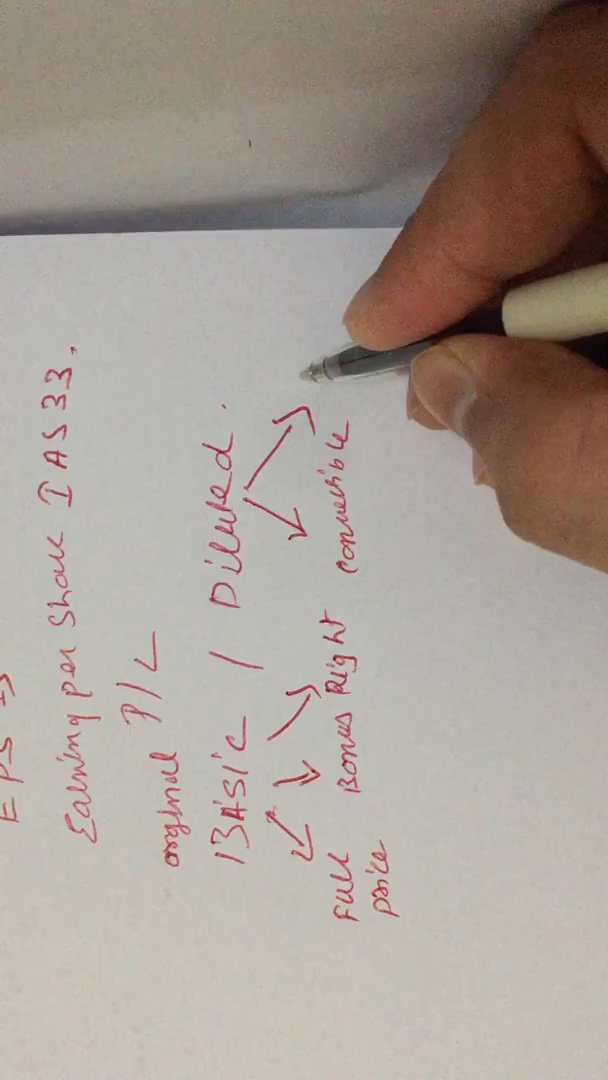 EPS
Earning per Share IAS 33.
original P/L
BASIC / Diluted.
Full price Bonus Right convertible